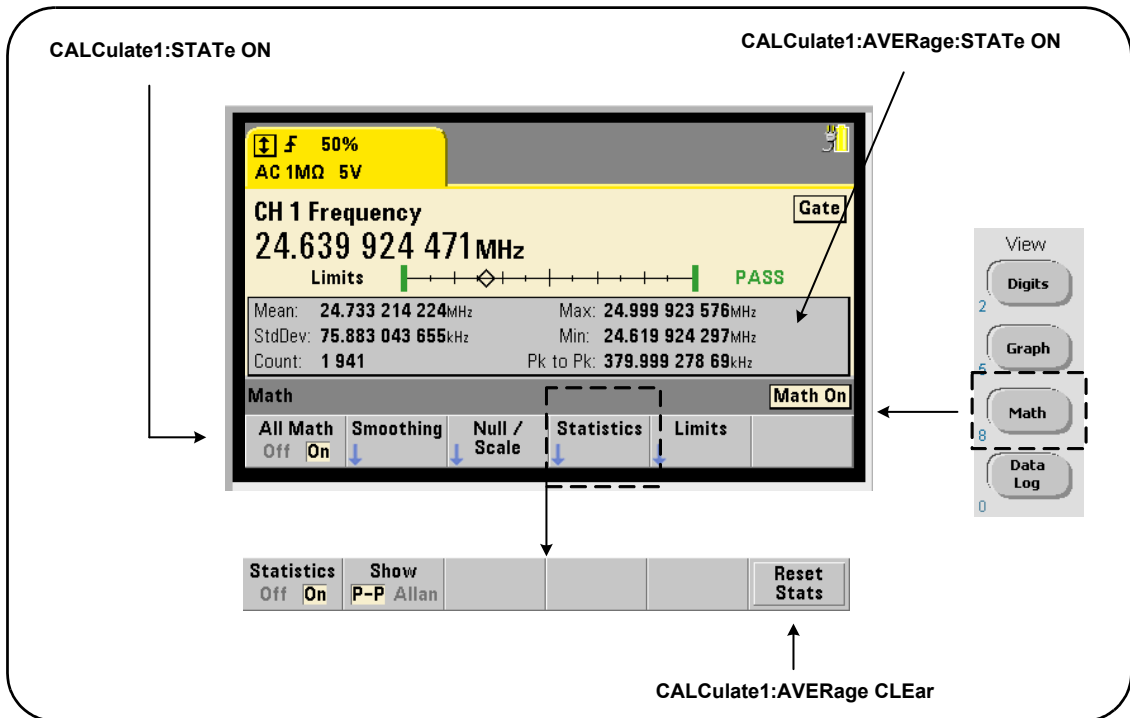 CALCulate1:STATe ON
CALCulate1:AVERage:STATe ON
50%
AC 1MΩ 5V
CH 1 Frequency
Gate
24.639 924 471 MHz
Limits PASS
Mean: 24.733 214 224MHz Max: 24.999 923 576MHz
StdDev: 75.883 043 655kHz Min: 24.619 924 297MHz
Count: 1 941 Pk to Pk: 379.999 278 69kHz
Math Math On
All Math Smoothing Null / Statistics Limits
Off On Scale
View
Digits
2
Graph
5
Math
8
Data
Log
0
Statistics Show Reset
Off On P-P Allan Stats
CALCulate1:AVERage CLEar